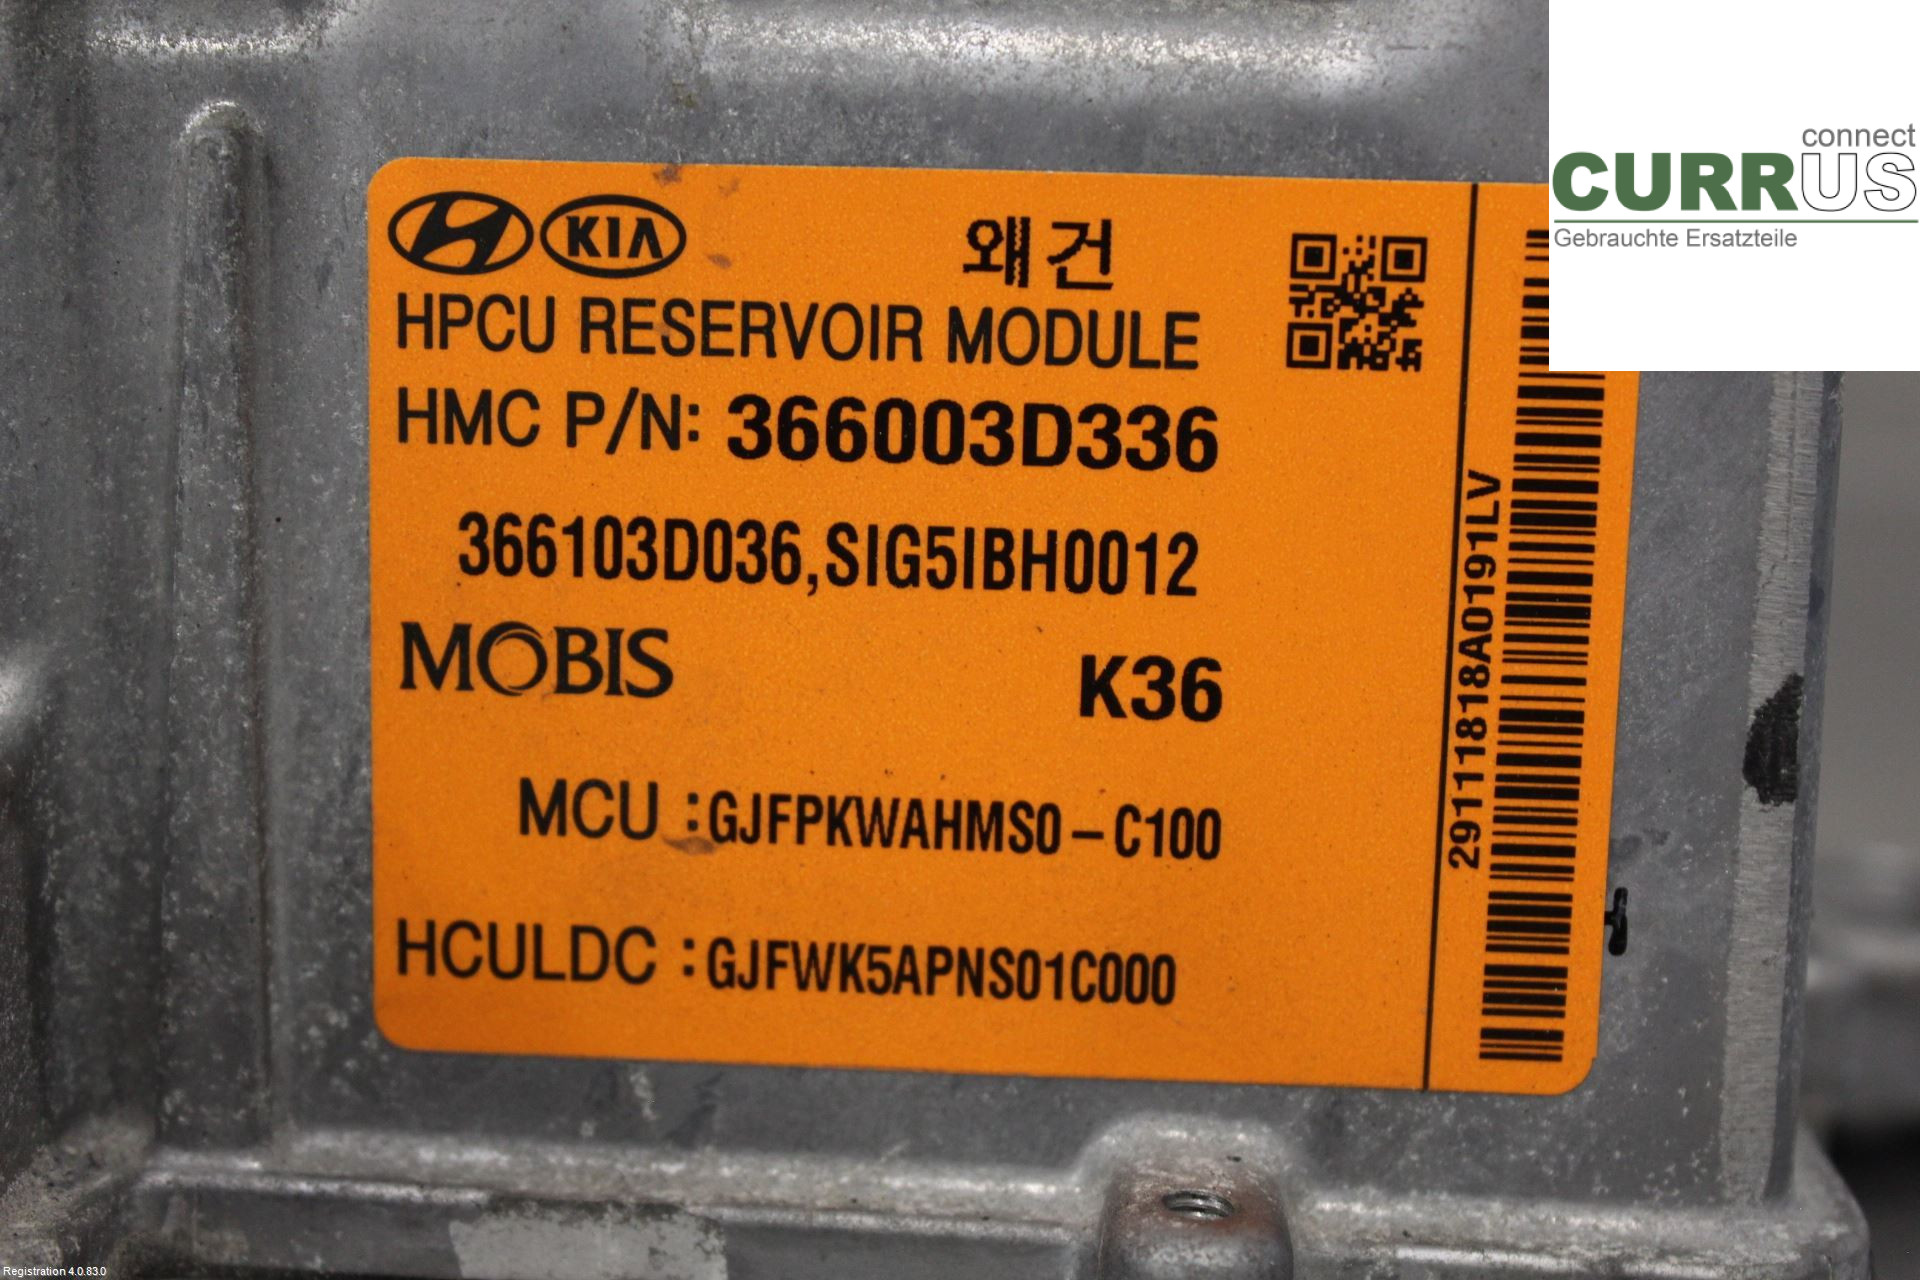 KIA
왜건
HPCU RESERVOIR MODULE
HMC P/N: 366003D336
366103D036,SIG5IBH0012
MOBIS
K36
MCU :GJFPKWAHMS0-C100
HCULDC :GJFWK5APNS01C000
29111818A0191LV
connect
CURRUS
Gebrauchte Ersatzteile
Registration 4.0.83.0